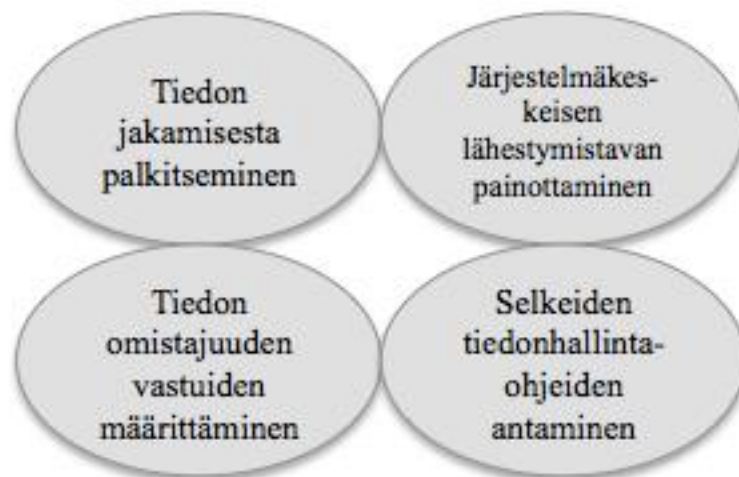 Tiedon
jakamisesta
palkitseminen
Järjestelmäkes-
keisen
lähestymistavan
painottaminen
Tiedon
omistajuuden
vastuiden
määrittäminen
Selkeiden
tiedonhallinta-
ohjeiden
antaminen